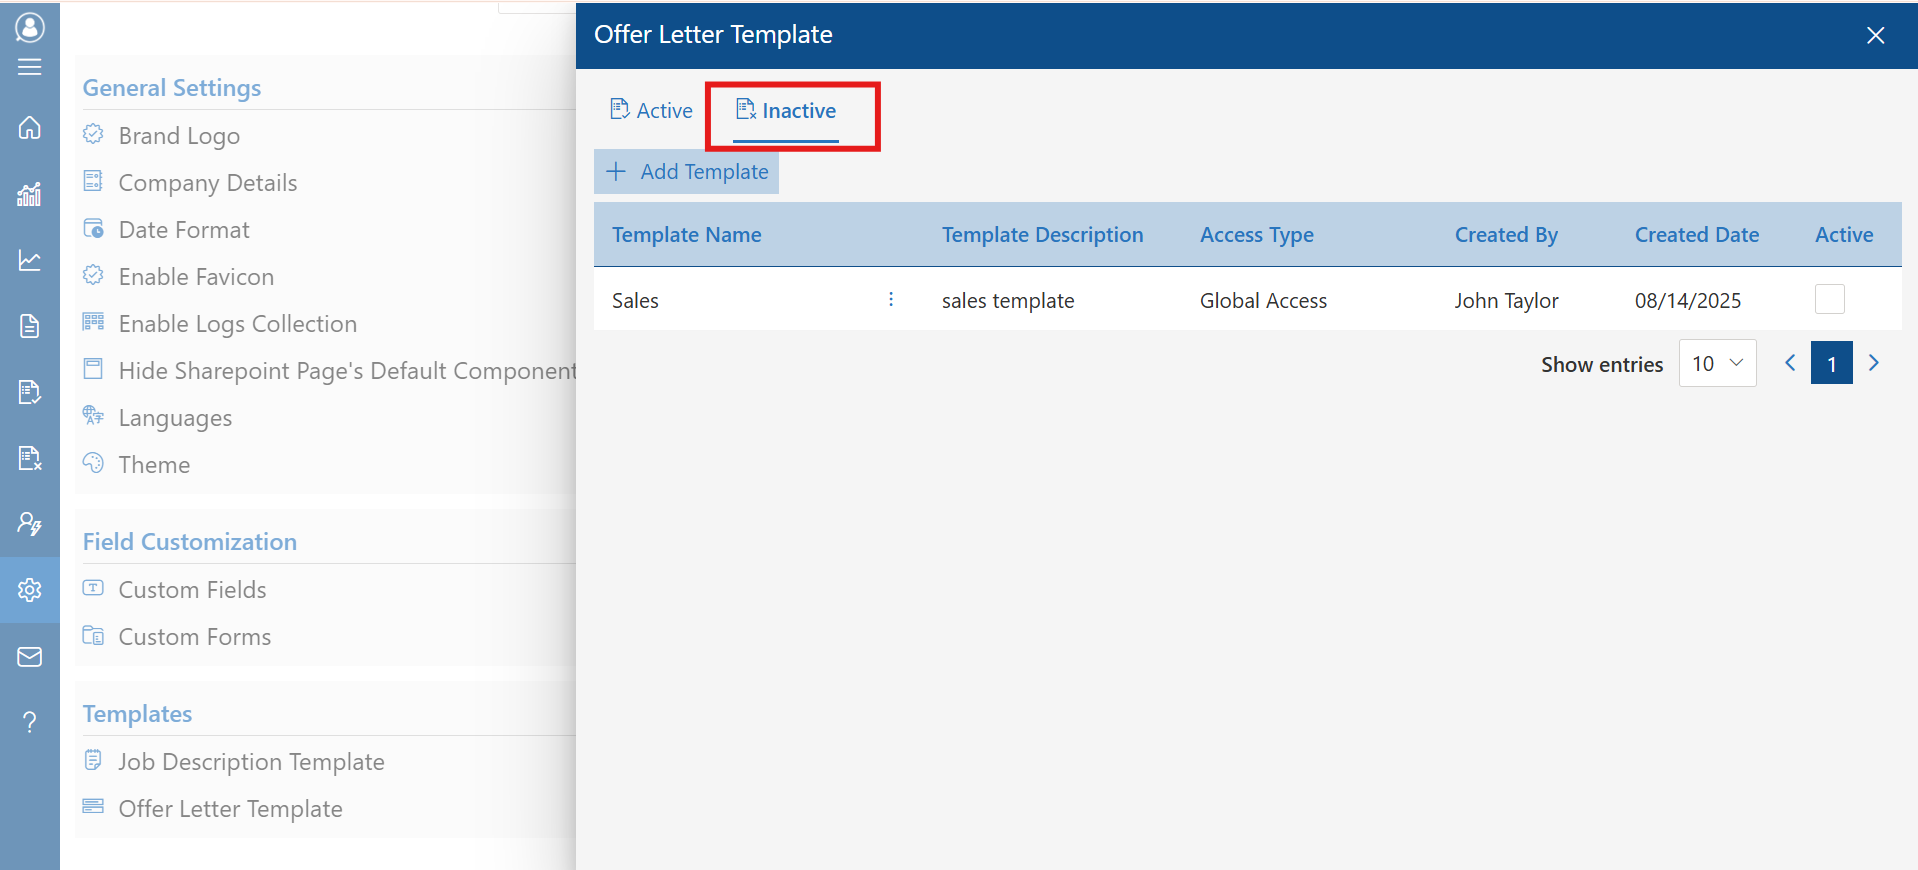 General Settings
Brand Logo
Company Details
Date Format
Enable Favicon
Enable Logs Collection
Hide Sharepoint Page's Default Component
Languages
Theme
Field Customization
Custom Fields
Custom Forms
Templates
Job Description Template
Offer Letter Template
Offer Letter Template
Active Inactive
Add Template
Template Name Template Description Access Type Created By Created Date Active
Sales sales template Global Access John Taylor 08/14/2025
Show entries 10 1